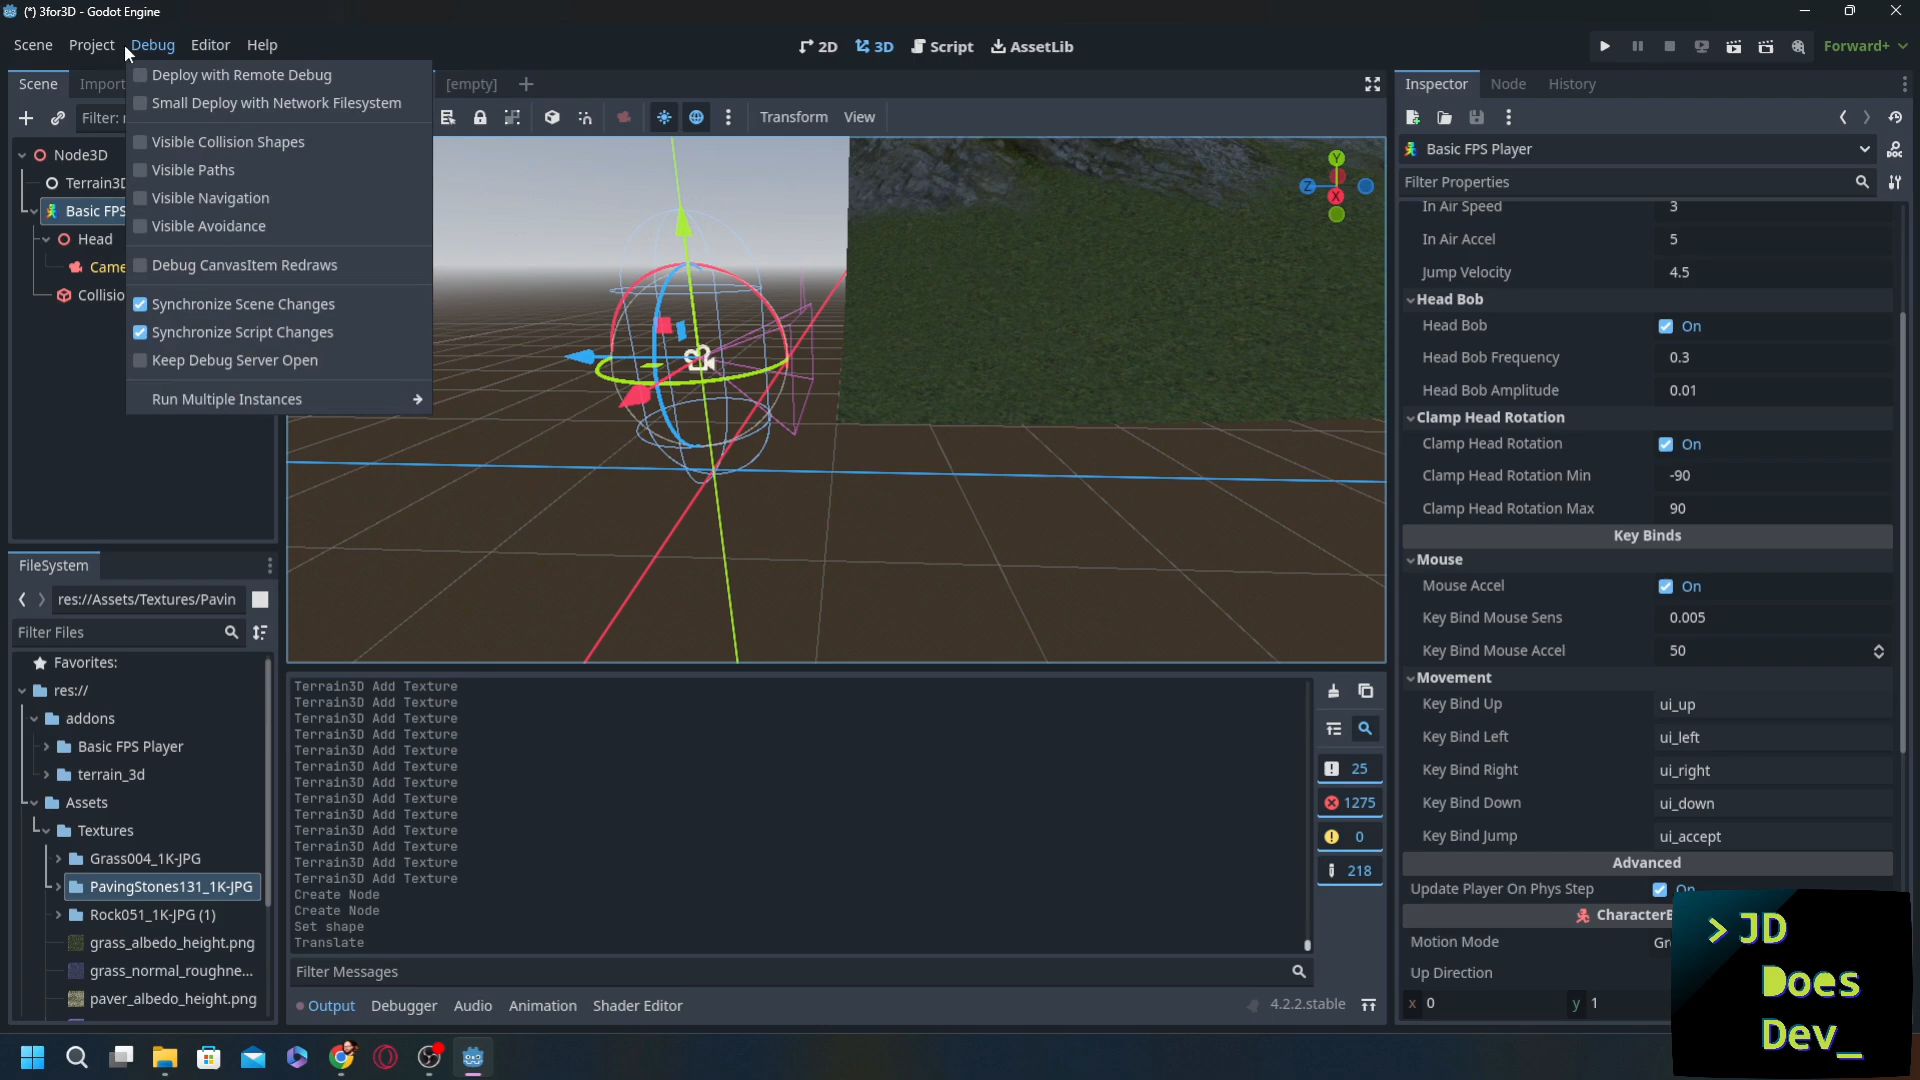 (*) 3for3D - Godot Engine
Scene Project Debug Editor Help
2D 3D Script AssetLib
Forward+
Scene Import
Filter:
Node3D
Terrain3D
Basic FPS
Head
Came
Collisio
Deploy with Remote Debug
Small Deploy with Network Filesystem
Visible Collision Shapes
Visible Paths
Visible Navigation
Visible Avoidance
Debug CanvasItem Redraws
Synchronize Scene Changes
Synchronize Script Changes
Keep Debug Server Open
Run Multiple Instances
[empty]
Transform View
Y
Z
X
FileSystem
res://Assets/Textures/Pavin
Filter Files
Favorites:
res://
addons
Basic FPS Player
terrain_3d
Assets
Textures
Grass004_1K-JPG
PavingStones131_1K-JPG
Rock051_1K-JPG (1)
grass_albedo_height.png
grass_normal_roughne...
paver_albedo_height.png
Terrain3D Add Texture
Terrain3D Add Texture
Terrain3D Add Texture
Terrain3D Add Texture
Terrain3D Add Texture
Terrain3D Add Texture
Terrain3D Add Texture
Terrain3D Add Texture
Terrain3D Add Texture
Terrain3D Add Texture
Terrain3D Add Texture
Terrain3D Add Texture
Terrain3D Add Texture
Create Node
Create Node
Set shape
Translate
25
1275
0
218
Filter Messages
Output Debugger Audio Animation Shader Editor
4.2.2.stable
Inspector Node History
Basic FPS Player
DOC
Filter Properties
In Air Speed 3
In Air Accel 5
Jump Velocity 4.5
Head Bob
Head Bob On
Head Bob Frequency 0.3
Head Bob Amplitude 0.01
Clamp Head Rotation
Clamp Head Rotation On
Clamp Head Rotation Min -90
Clamp Head Rotation Max 90
Key Binds
Mouse
Mouse Accel On
Key Bind Mouse Sens 0.005
Key Bind Mouse Accel 50
Movement
Key Bind Up ui_up
Key Bind Left ui_left
Key Bind Right ui_right
Key Bind Down ui_down
Key Bind Jump ui_accept
Advanced
Update Player On Phys Step On
CharacterB
Motion Mode Gr
Up Direction
x 0 y 1
> JD
Does
Dev_